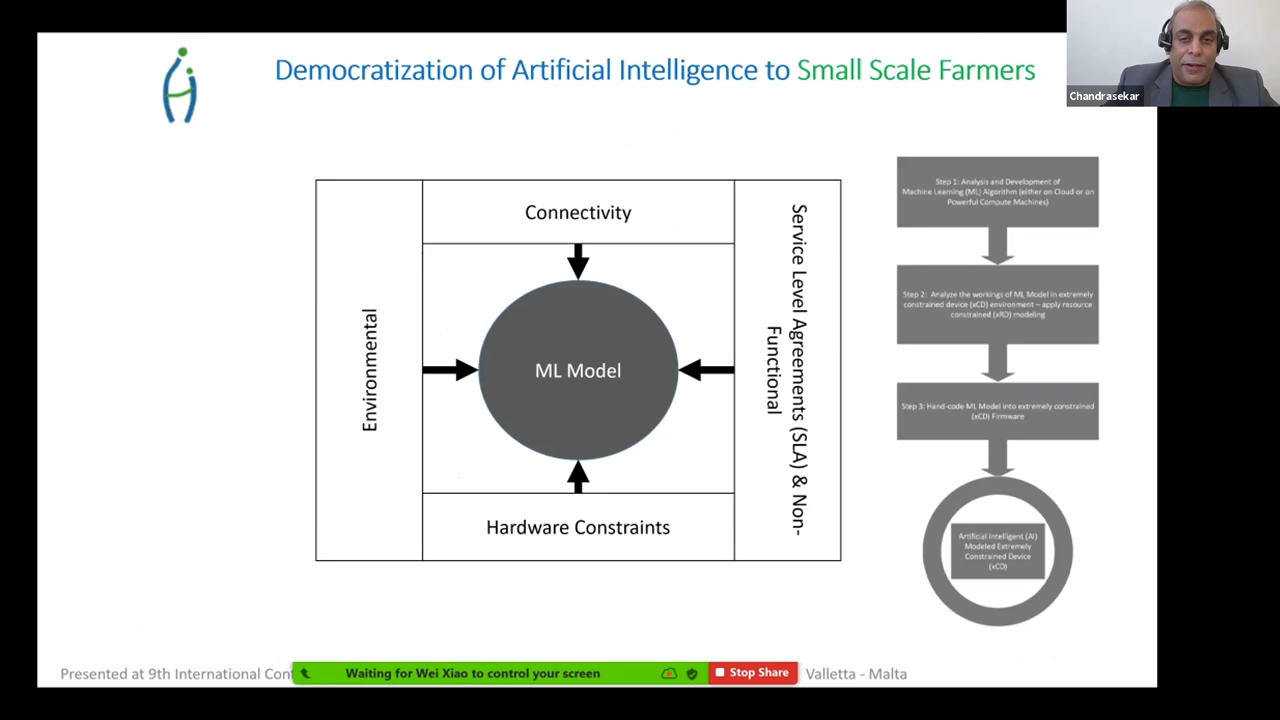 Democratization of Artificial Intelligence to Small Scale Farmers
Chandrasekar
Connectivity
Environmental
ML Model
Service Level Agreements (SLA) & Non-
Functional
Hardware Constraints
Step 1: Analysis and Development of
Machine Learning (ML) Algorithm (either on Cloud or on
Powerful Compute Machines)
Step 2: Analyze the workings of ML Model in extremely
constrained device (xCD) environment – apply resource
constrained (xRD) modeling
Step 3: Hand-code ML Model into extremely constrained
(xCD) Firmware
Artificial Intelligent (AI)
Modeled Extremely
Constrained Device
(xCD)
Presented at 9th International Con
Waiting for Wei Xiao to control your screen
Stop Share
Valletta - Malta